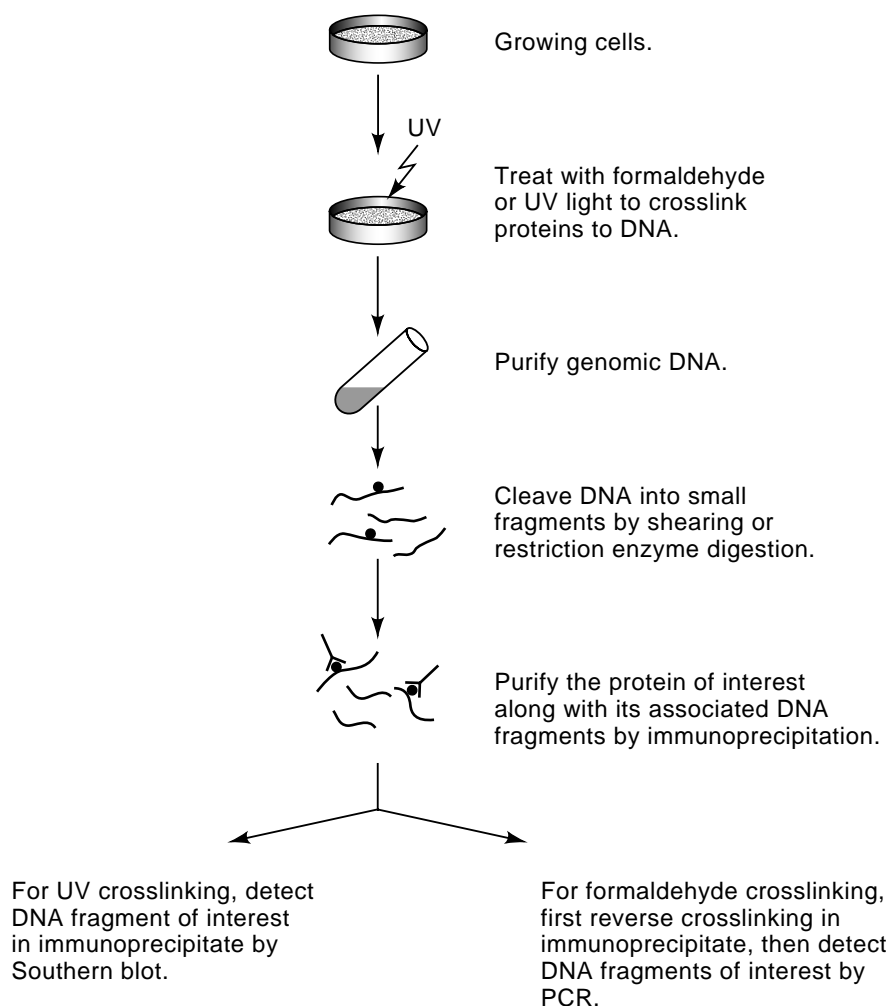 Growing cells.
UV
Treat with formaldehyde
or UV light to crosslink
proteins to DNA.
Purify genomic DNA.
Cleave DNA into small
fragments by shearing or
restriction enzyme digestion.
Purify the protein of interest
along with its associated DNA
fragments by immunoprecipitation.
For UV crosslinking, detect
DNA fragment of interest
in immunoprecipitate by
Southern blot.
For formaldehyde crosslinking,
first reverse crosslinking in
immunoprecipitate, then detect
DNA fragments of interest by
PCR.